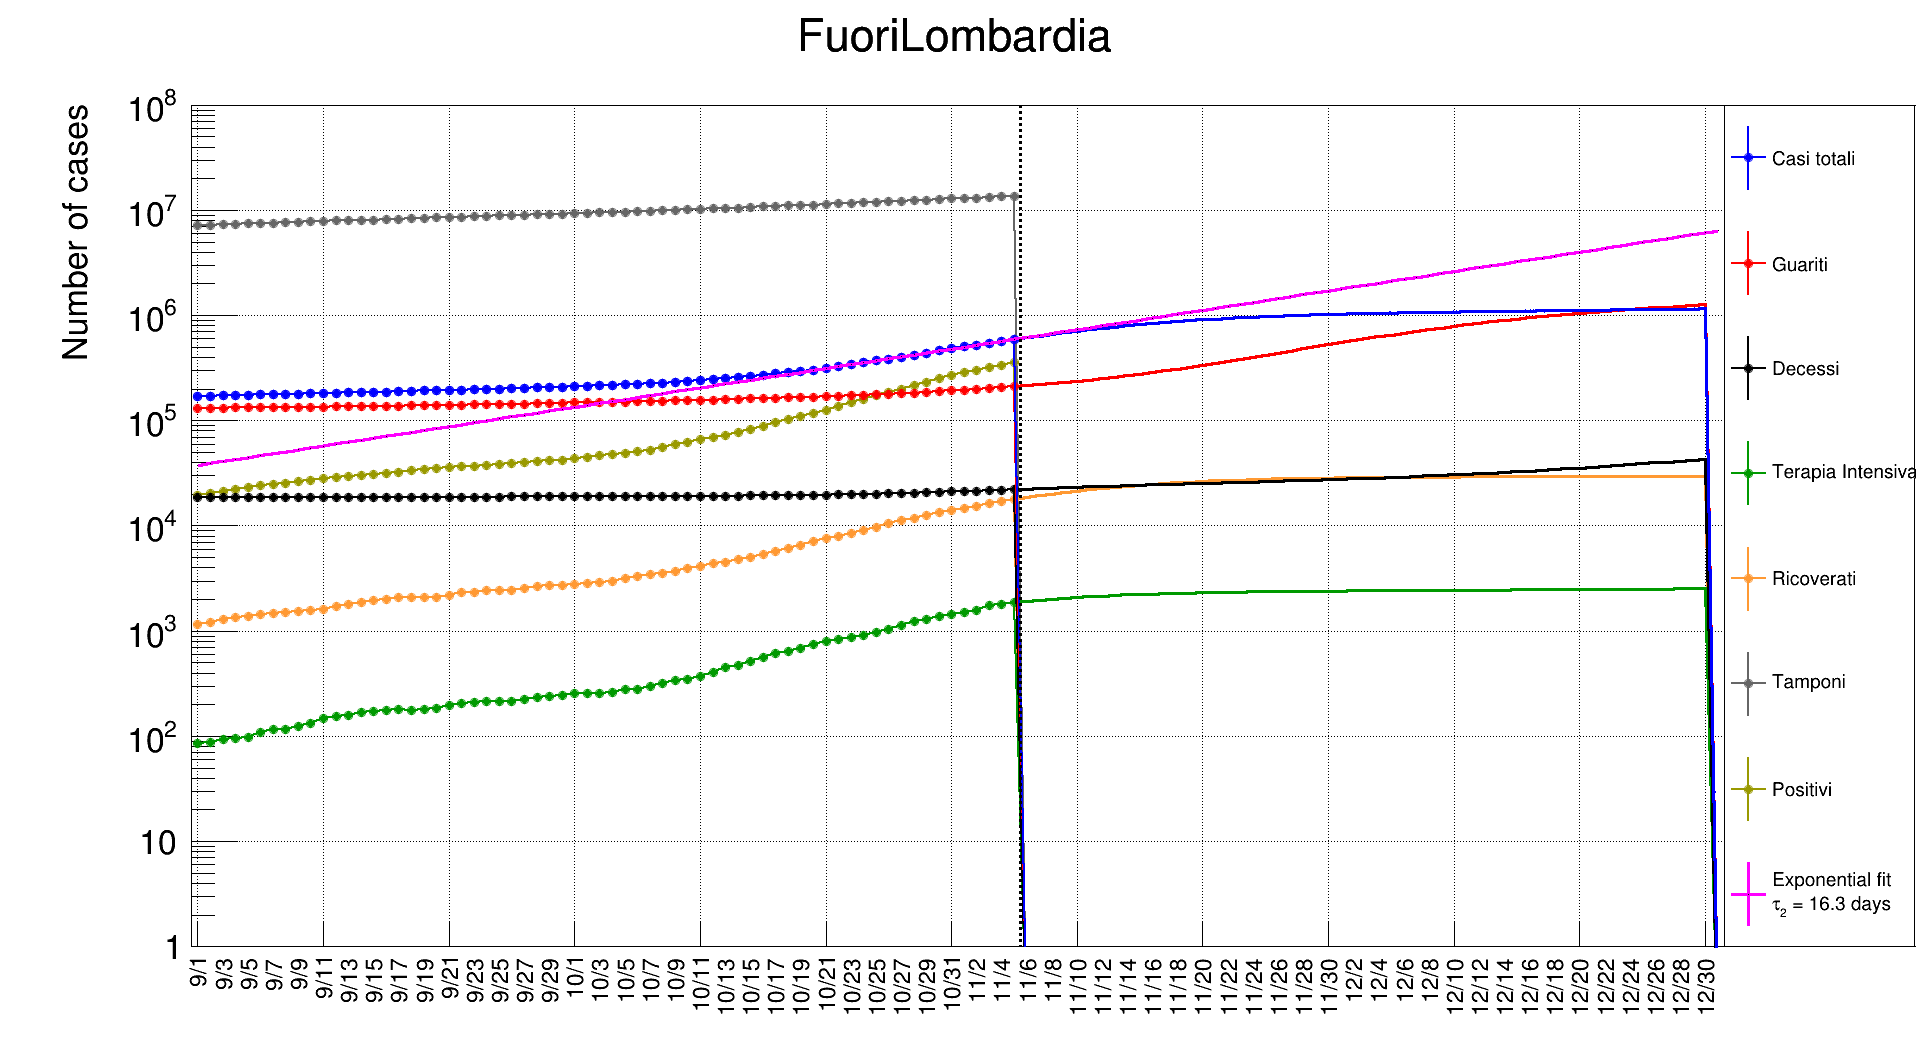 FuoriLombardia
Number of cases
10^8
10^7
10^6
10^5
10^4
10^3
10^2
10
1
9/1 9/3 9/5 9/7 9/9 9/11 9/13 9/15 9/17 9/19 9/21 9/23 9/25 9/27 9/29 10/1 10/3 10/5 10/7 10/9 10/11 10/13 10/15 10/17 10/19 10/21 10/23 10/25 10/27 10/29 10/31 11/2 11/4 11/6 11/8 11/10 11/12 11/14 11/16 11/18 11/20 11/22 11/24 11/26 11/28 11/30 12/2 12/4 12/6 12/8 12/10 12/12 12/14 12/16 12/18 12/20 12/22 12/24 12/26 12/28 12/30
Casi totali
Guariti
Decessi
Terapia Intensiva
Ricoverati
Tamponi
Positivi
Exponential fit
τ₂ = 16.3 days